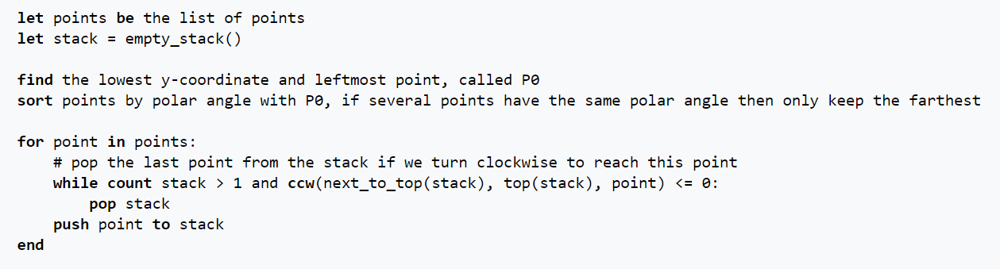 let points be the list of points
let stack = empty_stack()
find the lowest y-coordinate and leftmost point, called P0
sort points by polar angle with P0, if several points have the same polar angle then only keep the farthest
for point in points:
    # pop the last point from the stack if we turn clockwise to reach this point
    while count stack > 1 and ccw(next_to_top(stack), top(stack), point) <= 0:
        pop stack
    push point to stack
end